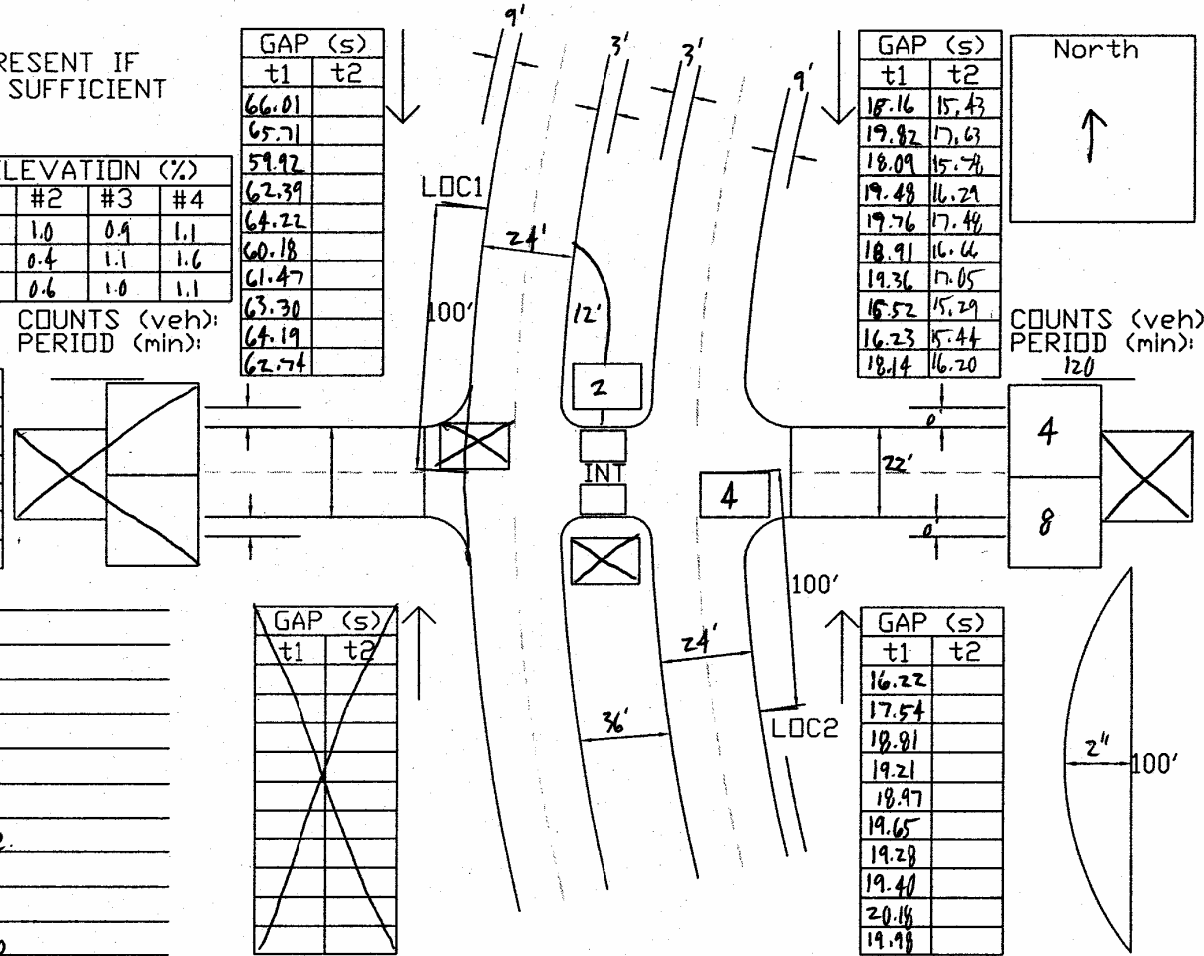 RESENT IF
SUFFICIENT
ELEVATION (%)
#2 #3 #4
1.0 0.9 1.1
0.4 1.1 1.6
0.6 1.0 1.1
COUNTS (veh):
PERIOD (min):
GAP (s)
t1 t2
66.01
65.71
59.92
62.39
64.22
60.18
61.47
63.30
64.19
62.74
9'
3'
3'
9'
LOC1
24'
100'
12'
2
INT
4
GAP (s)
t1 t2
18.16 15.43
19.82 17.63
18.09 15.78
19.48 16.29
19.76 17.48
18.91 16.66
19.36 17.05
15.29
16.23 15.44
18.14 16.20
North
COUNTS (veh):
PERIOD (min):
120
0'
22'
0'
4
8
GAP (s)
t1 t2
24'
36'
100'
LOC2
GAP (s)
t1 t2
16.22
17.54
18.81
19.21
18.97
19.65
19.28
19.40
20.18
19.98
2"
100'